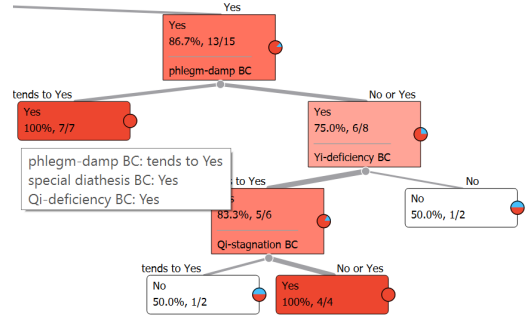 Yes
Yes
86.7%, 13/15
phlegm-damp BC
tends to Yes
No or Yes
Yes
100%, 7/7
Yes
75.0%, 6/8
Yi-deficiency BC
phlegm-damp BC: tends to Yes
special diathesis BC: Yes
Qi-deficiency BC: Yes
s to Yes
No
83.3%, 5/6
Qi-stagnation BC
No
50.0%, 1/2
tends to Yes
No or Yes
No
50.0%, 1/2
Yes
100%, 4/4